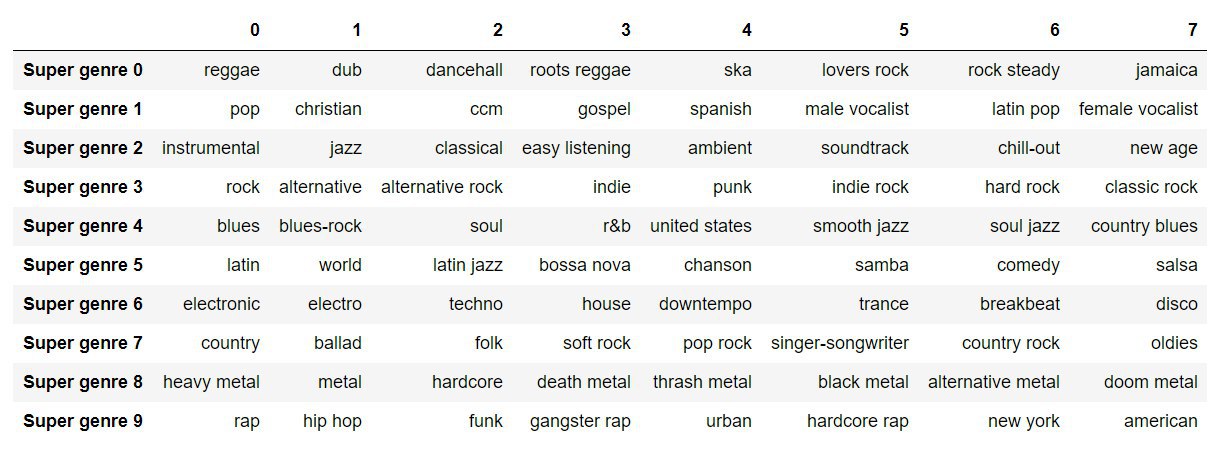 0 1 2 3 4 5 6 7
Super genre 0 reggae dub dancehall roots reggae ska lovers rock rock steady jamaica
Super genre 1 pop christian ccm gospel spanish male vocalist latin pop female vocalist
Super genre 2 instrumental jazz classical easy listening ambient soundtrack chill-out new age
Super genre 3 rock alternative alternative rock indie punk indie rock hard rock classic rock
Super genre 4 blues blues-rock soul r&b united states smooth jazz soul jazz country blues
Super genre 5 latin world latin jazz bossa nova chanson samba comedy salsa
Super genre 6 electronic electro techno house downtempo trance breakbeat disco
Super genre 7 country ballad folk soft rock pop rock singer-songwriter country rock oldies
Super genre 8 heavy metal metal hardcore death metal thrash metal black metal alternative metal doom metal
Super genre 9 rap hip hop funk gangster rap urban hardcore rap new york american